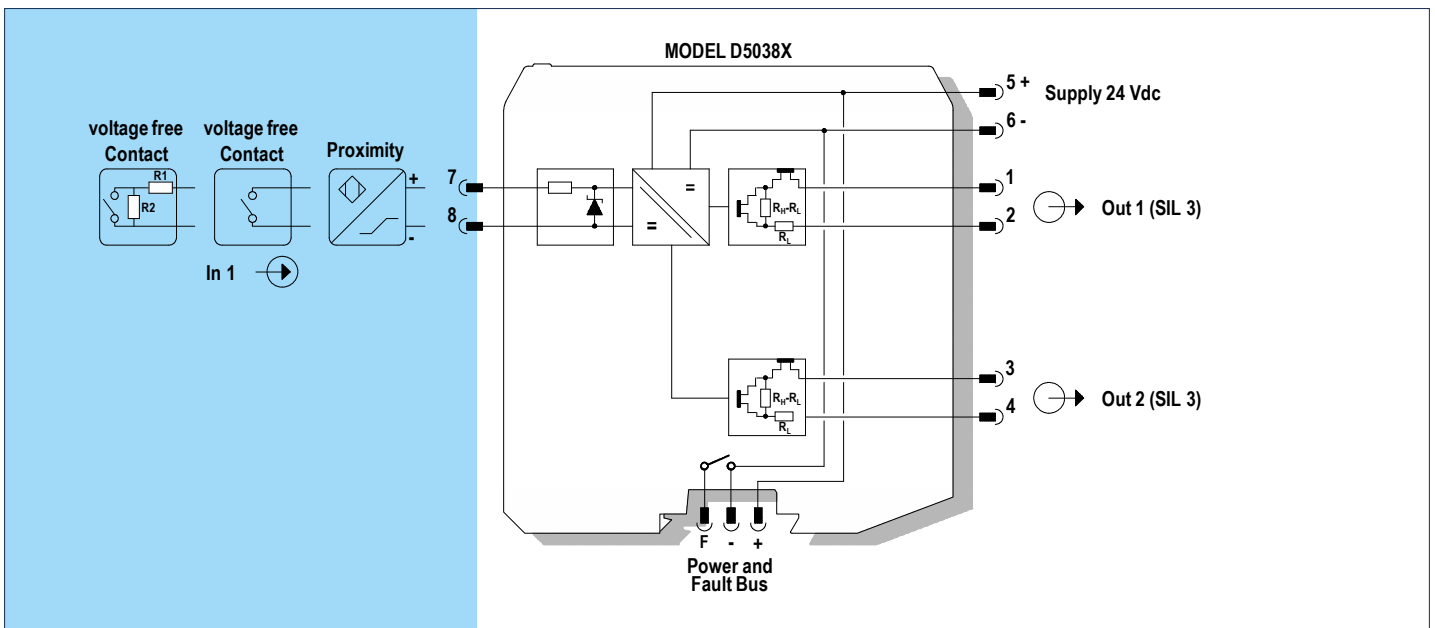 MODEL D5038X
5 +
Supply 24 Vdc
6 -
voltage free
Contact
voltage free
Contact
Proximity
R1
R2
+
-
7
8
In 1
=
=
RH-RL
RL
1
2
Out 1 (SIL 3)
RH-RL
RL
3
4
Out 2 (SIL 3)
F - +
Power and
Fault Bus